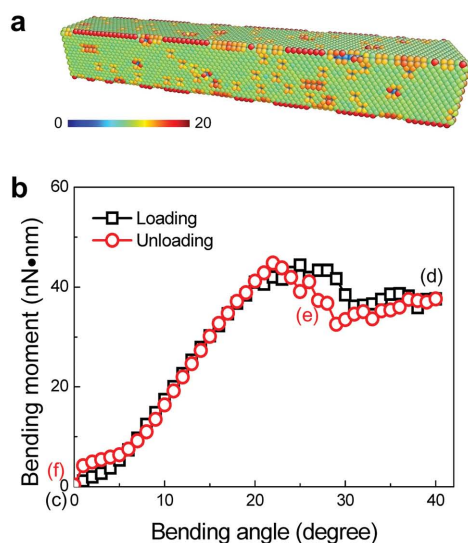 a
0 20
b
60
Loading
Unloading
(d)
40
(e)
20
(f)
0
(c)
0 10 20 30 40
Bending moment (nN•nm)
Bending angle (degree)